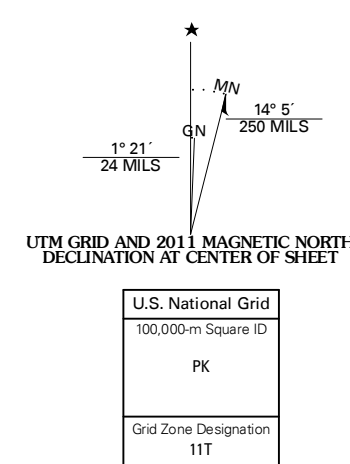 ★
MN
GN
14° 5´
250 MILS
1° 21´
24 MILS
UTM GRID AND 2011 MAGNETIC NORTH
DECLINATION AT CENTER OF SHEET
U.S. National Grid
100,000-m Square ID
PK
Grid Zone Designation
11T